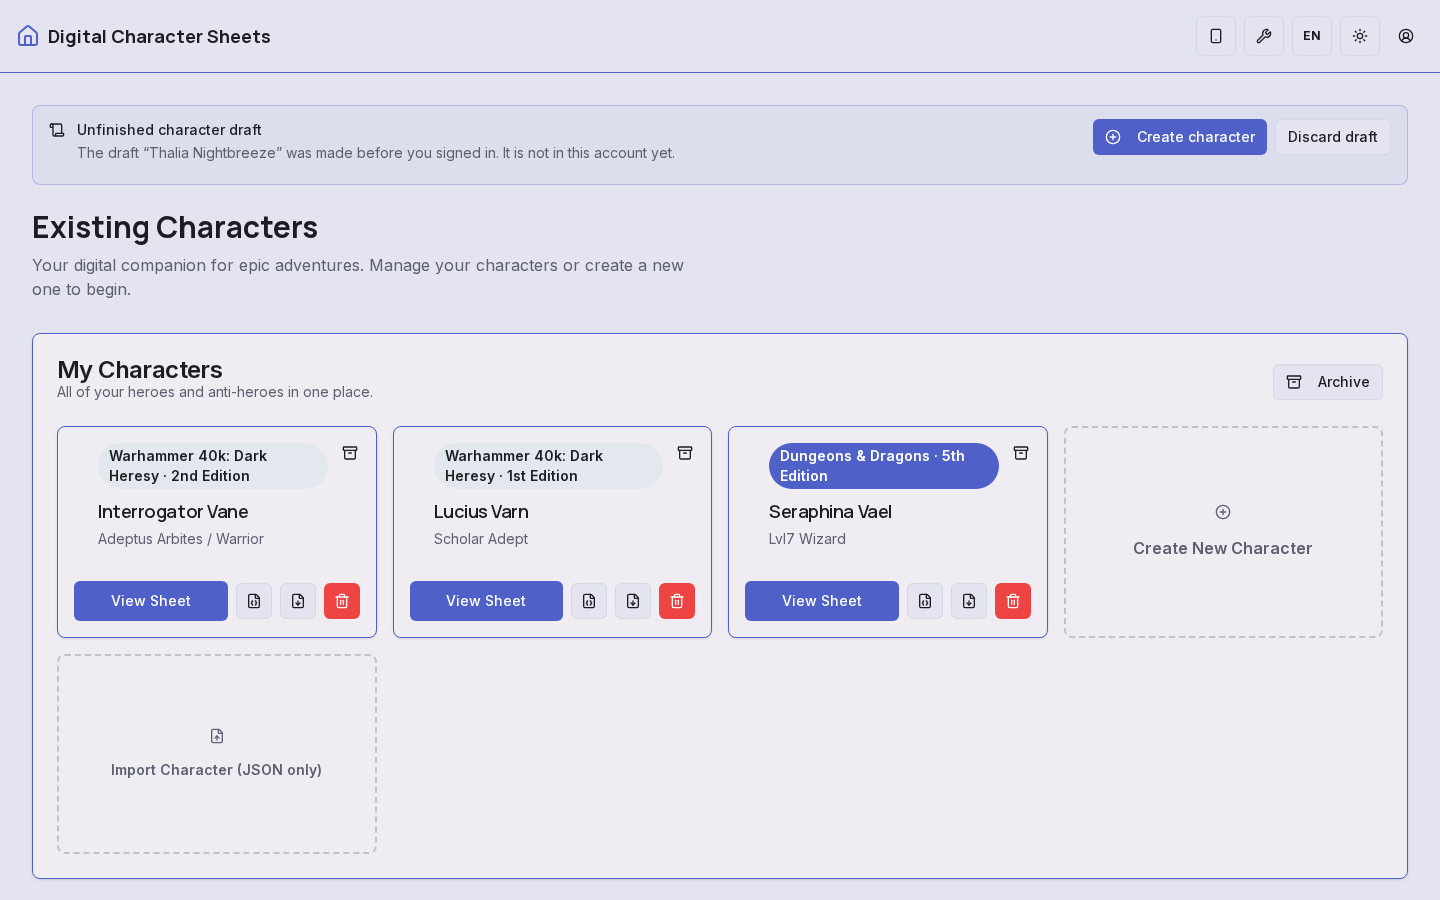 Digital Character Sheets
EN
Unfinished character draft
The draft “Thalia Nightbreeze” was made before you signed in. It is not in this account yet.
Create character
Discard draft
Existing Characters
Your digital companion for epic adventures. Manage your characters or create a new
one to begin.
My Characters
All of your heroes and anti-heroes in one place.
Archive
Warhammer 40k: Dark
Heresy · 2nd Edition
Interrogator Vane
Adeptus Arbites / Warrior
View Sheet
Warhammer 40k: Dark
Heresy · 1st Edition
Lucius Varn
Scholar Adept
View Sheet
Dungeons & Dragons · 5th
Edition
Seraphina Vael
Lvl7 Wizard
View Sheet
Create New Character
Import Character (JSON only)